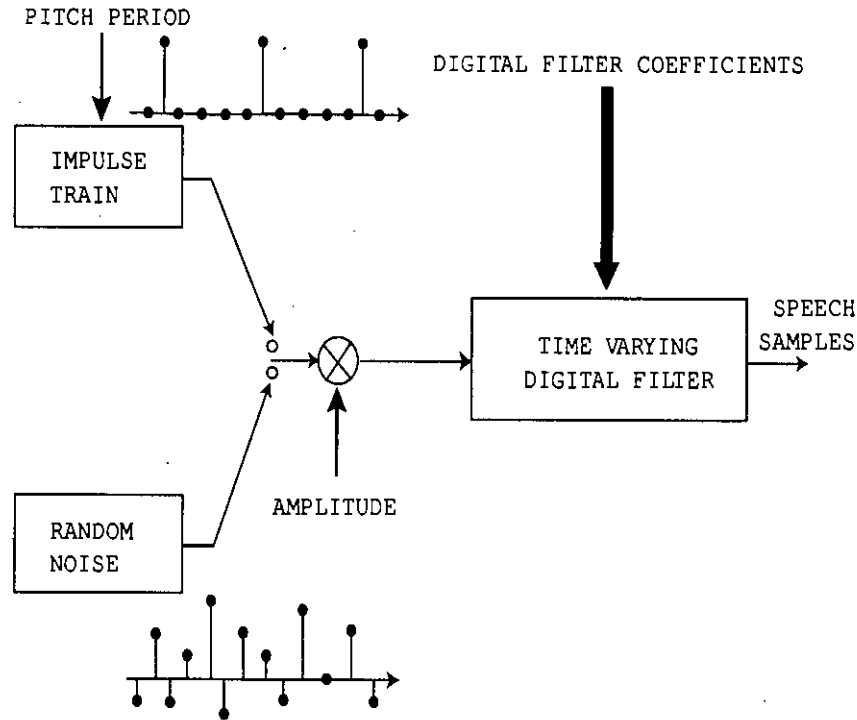 PITCH PERIOD
DIGITAL FILTER COEFFICIENTS
IMPULSE
TRAIN
SPEECH
SAMPLES
TIME VARYING
DIGITAL FILTER
AMPLITUDE
RANDOM
NOISE